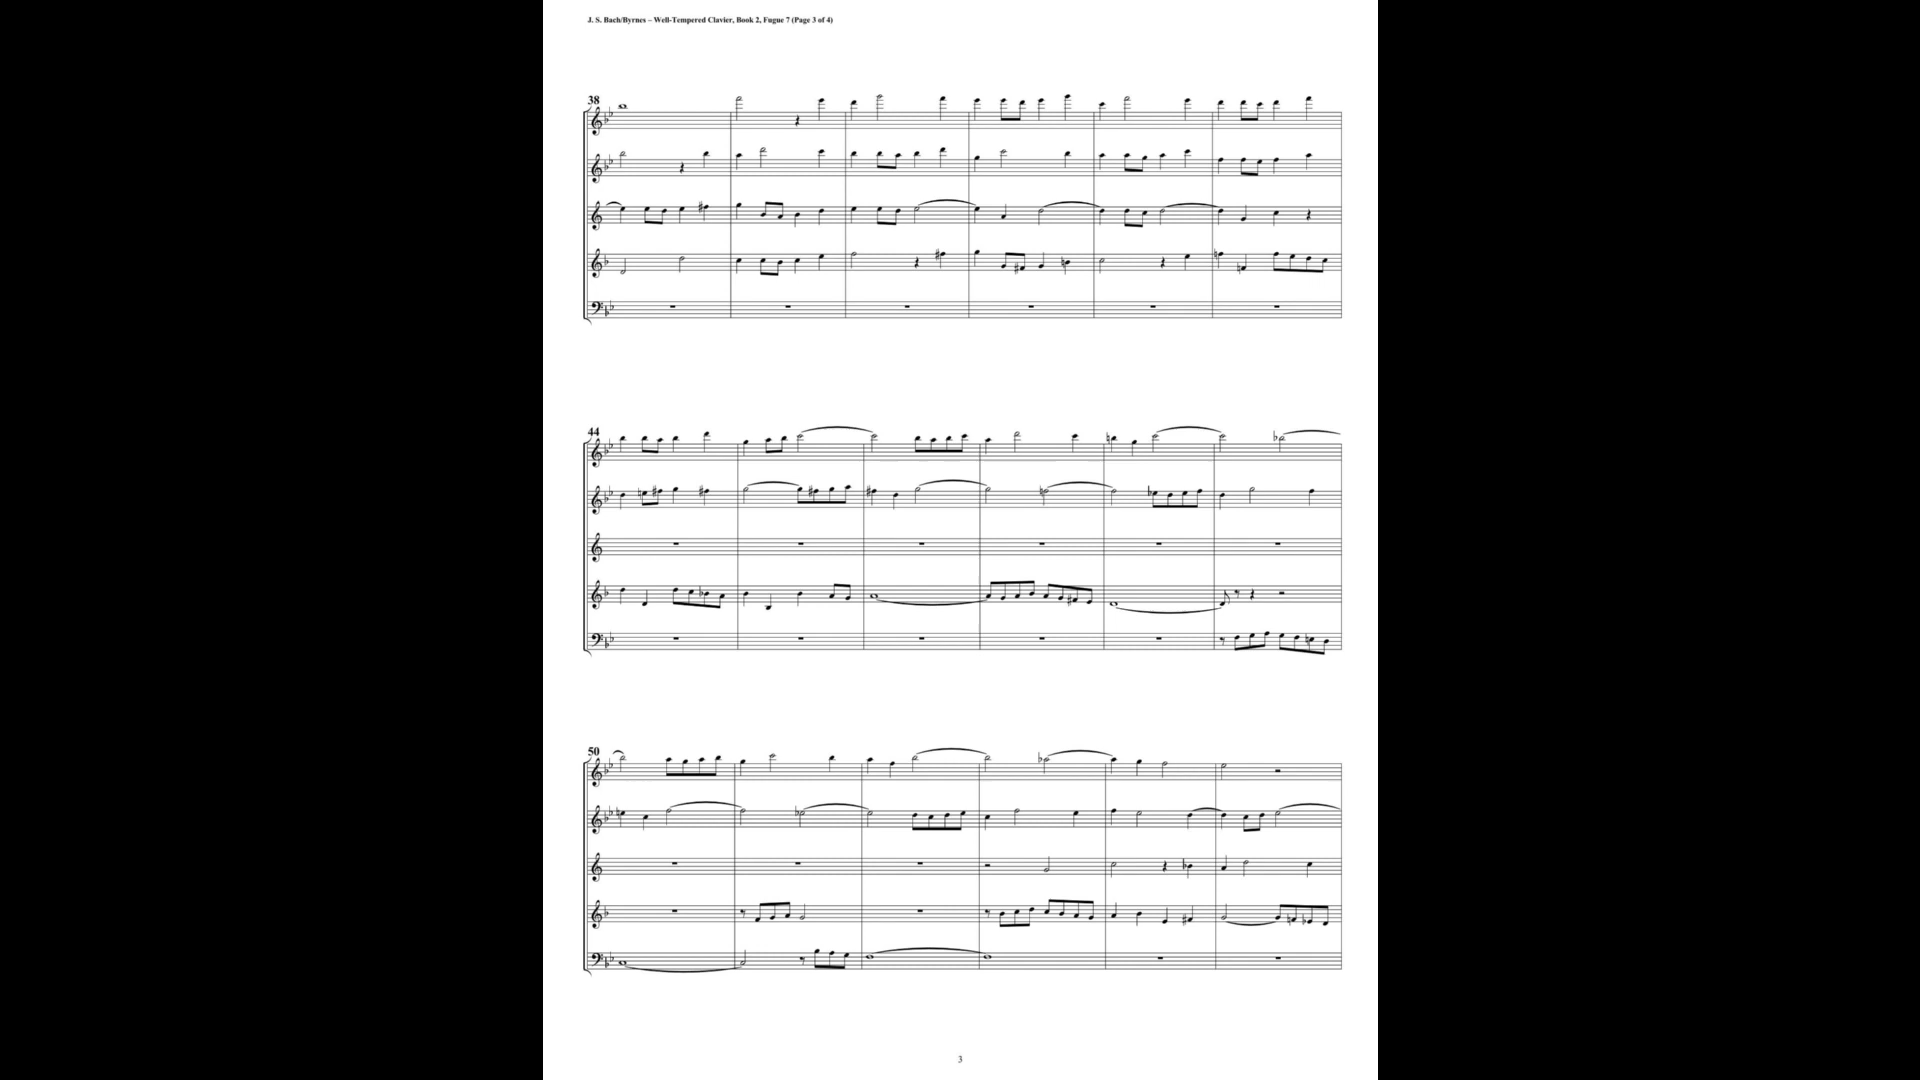 J. S. Bach/Byrnes – Well-Tempered Clavier, Book 2, Fugue 7 (Page 3 of 4)
38
44
50
3